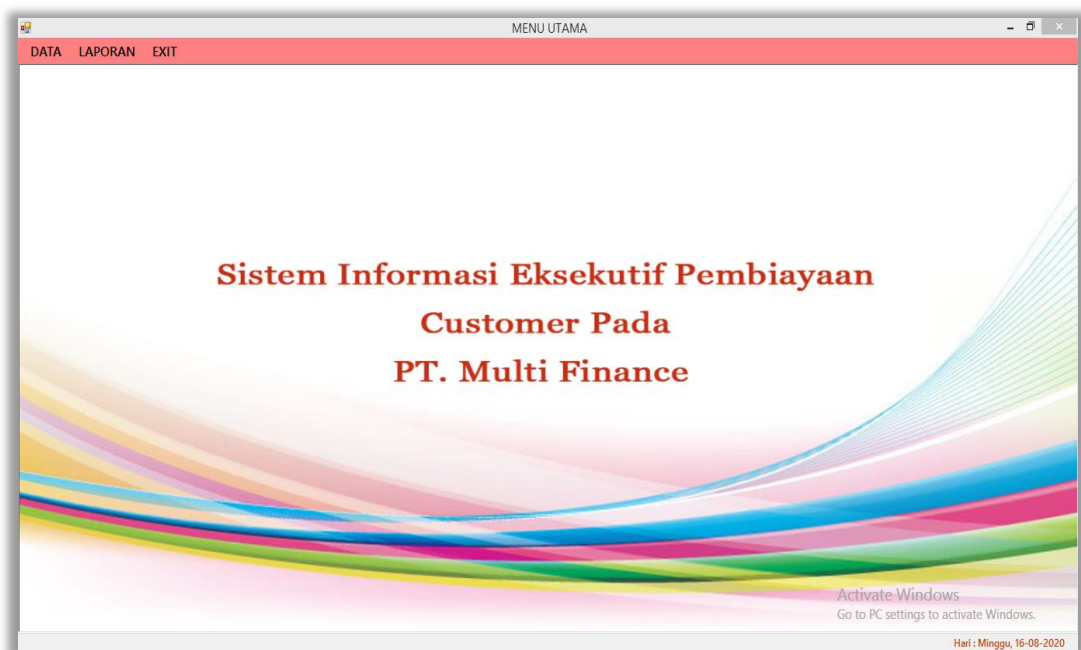 MENU UTAMA
DATA LAPORAN EXIT
Sistem Informasi Eksekutif Pembiayaan
Customer Pada
PT. Multi Finance
Activate Windows
Go to PC settings to activate Windows.
Hari : Minggu, 16-08-2020